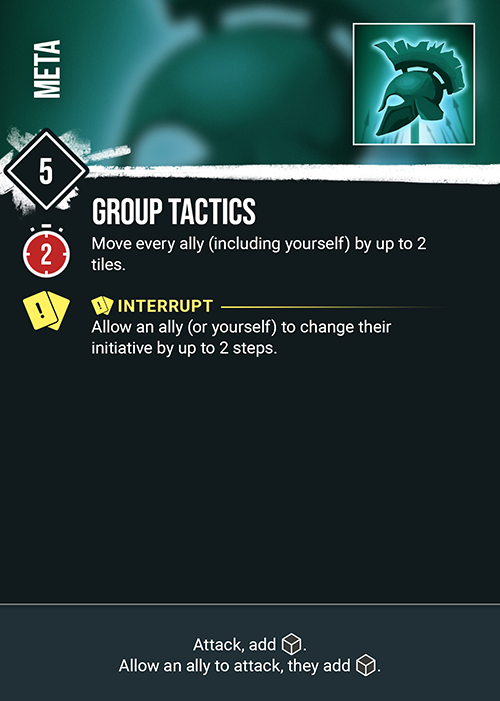 META
5
GROUP TACTICS
2
Move every ally (including yourself) by up to 2
tiles.
! ! INTERRUPT
Allow an ally (or yourself) to change their
initiative by up to 2 steps.
Attack, add .
Allow an ally to attack, they add .